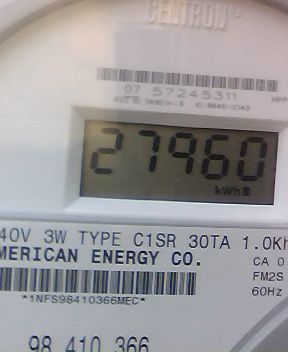 CENTRON®
07 57245311
27960
kWh
40V 3W TYPE C1SR 30TA 1.0Kh
MERICAN ENERGY CO.
CA 0
FM2S
*1NFS98410366MEC*
60Hz
98 410 366